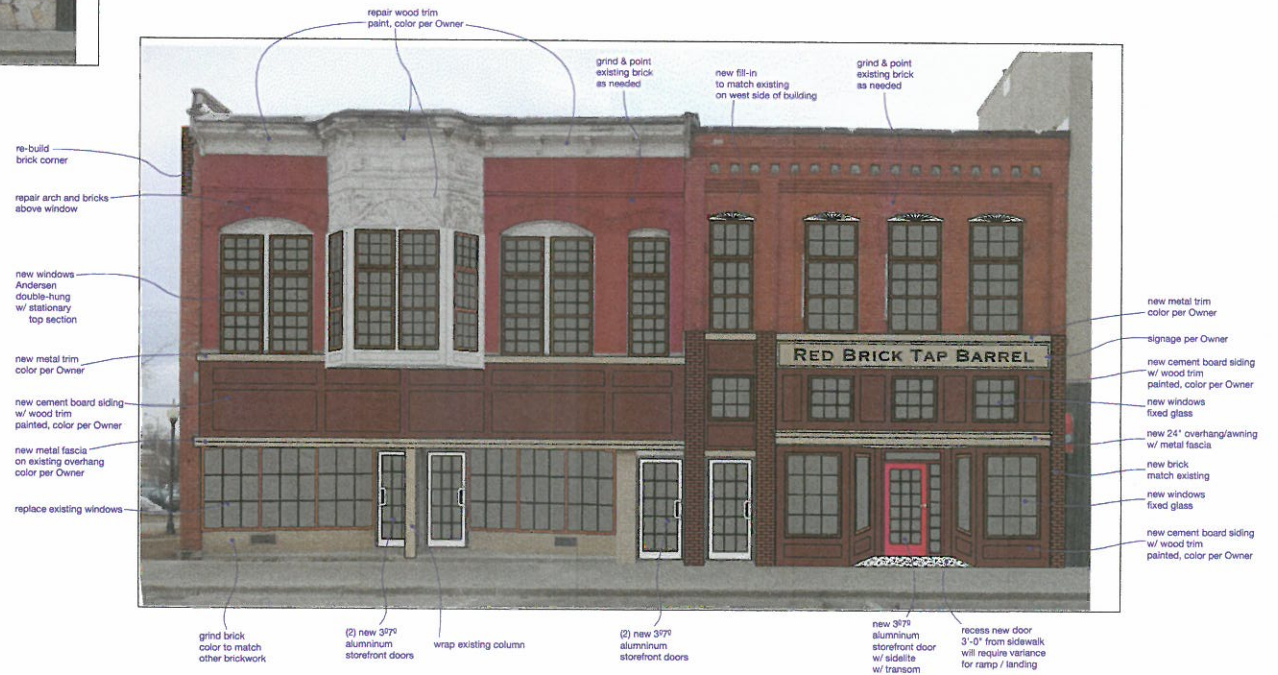 repair wood trim
paint, color per Owner
grind & point
existing brick
as needed
new fill-in
to match existing
on west side of building
grind & point
existing brick
as needed
re-build
brick corner
repair arch and bricks
above window
new windows
Andersen
double-hung
w/ stationary
top section
new metal trim
color per Owner
new cement board siding
w/ wood trim
painted, color per Owner
new metal fascia
on existing overhang
color per Owner
replace existing windows
RED BRICK TAP BARREL
new metal trim
color per Owner
signage per Owner
new cement board siding
w/ wood trim
painted, color per Owner
new windows
fixed glass
new 24" overhang/awning
w/ metal fascia
new brick
match existing
new windows
fixed glass
new cement board siding
w/ wood trim
painted, color per Owner
grind brick
color to match
other brickwork
(2) new 3⁰7⁰
alumninum
storefront doors
wrap existing column
(2) new 3⁰7⁰
alumninum
storefront doors
new 3⁰7⁰
alumninum
storefront door
w/ sidelite
w/ transom
recess new door
3'-0" from sidewalk
will require variance
for ramp / landing